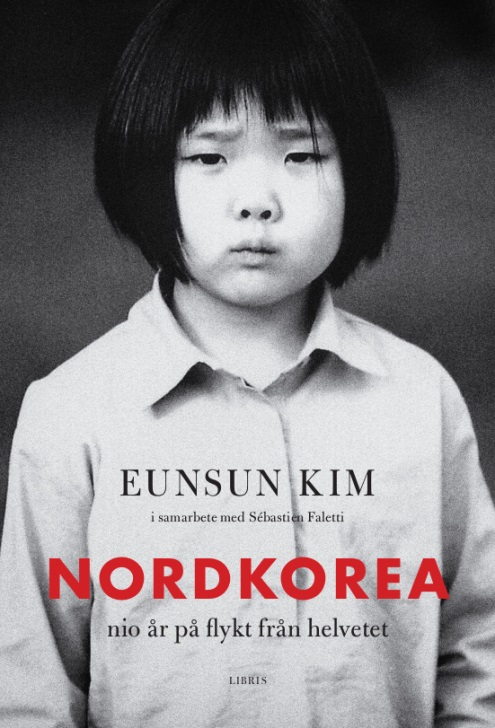 EUNSUN KIM
i samarbete med Sébastien Faletti
NORDKOREA
nio år på flykt från helvetet
LIBRIS